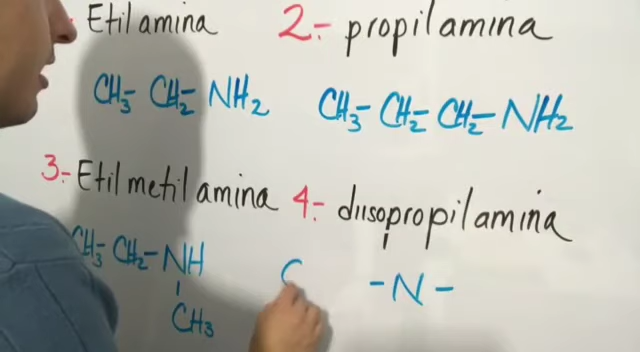 Etilamina
2.- propilamina
CH3- CH2- NH2
CH3- CH2- CH2- NH2
3.- Etilmetilamina
4.- diisopropilamina
CH3- CH2- NH
CH3
C
- N -